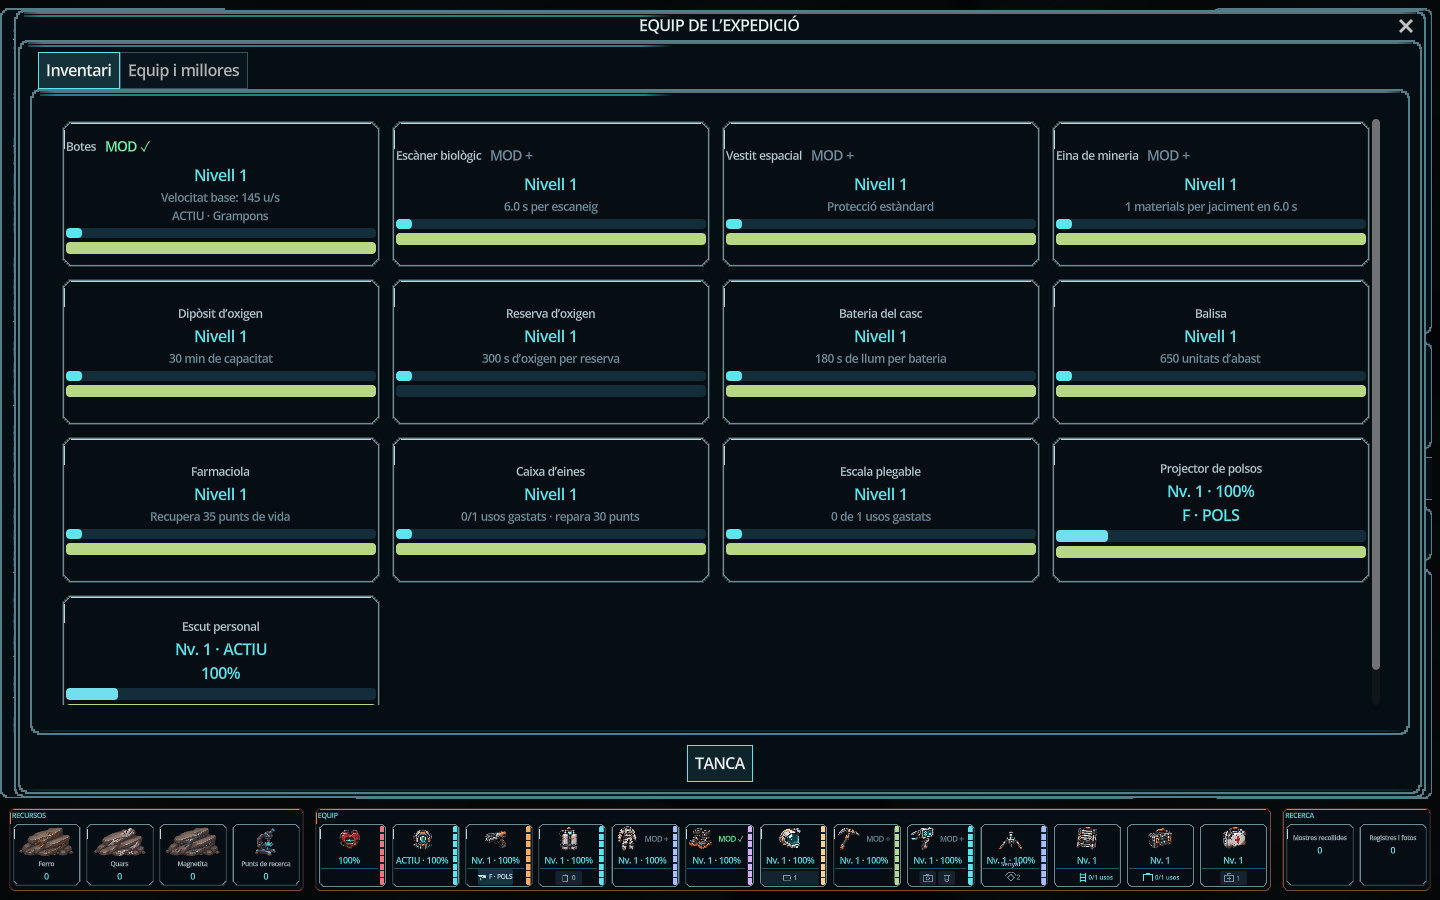 EQUIP DE L'EXPEDICIÓ
Inventari
Equip i millores
Botes MOD ✓
Nivell 1
Velocitat base: 145 u/s
ACTIU · Grampons
Escàner biològic MOD +
Nivell 1
6.0 s per escaneig
Vestit espacial MOD +
Nivell 1
Protecció estàndard
Eina de mineria MOD +
Nivell 1
1 materials per jaciment en 6.0 s
Dipòsit d'oxigen
Nivell 1
30 min de capacitat
Reserva d'oxigen
Nivell 1
300 s d'oxigen per reserva
Bateria del casc
Nivell 1
180 s de llum per bateria
Balisa
Nivell 1
650 unitats d'abast
Farmaciola
Nivell 1
Recupera 35 punts de vida
Caixa d'eines
Nivell 1
0/1 usos gastats · repara 30 punts
Escala plegable
Nivell 1
0 de 1 usos gastats
Projector de polsos
Nv. 1 · 100%
F · POLS
Escut personal
Nv. 1 · ACTIU
100%
TANCA
RECURSOS
Ferro
0
Quars
0
Magnetita
0
Punts de recerca
0
EQUIP
100%
ACTIU · 100%
Nv. 1 · 100%
F · POLS
Nv. 1 · 100%
0
MOD +
Nv. 1 · 100%
MOD ✓
Nv. 1 · 100%
Nv. 1 · 100%
1
MOD +
Nv. 1 · 100%
MOD +
Nv. 1 · 100%
Nv. 1 · 100%
2
Nv. 1
0/1 usos
Nv. 1
0/1 usos
Nv. 1
1
RECERCA
Mostres recollides
0
Registres i fotos
0